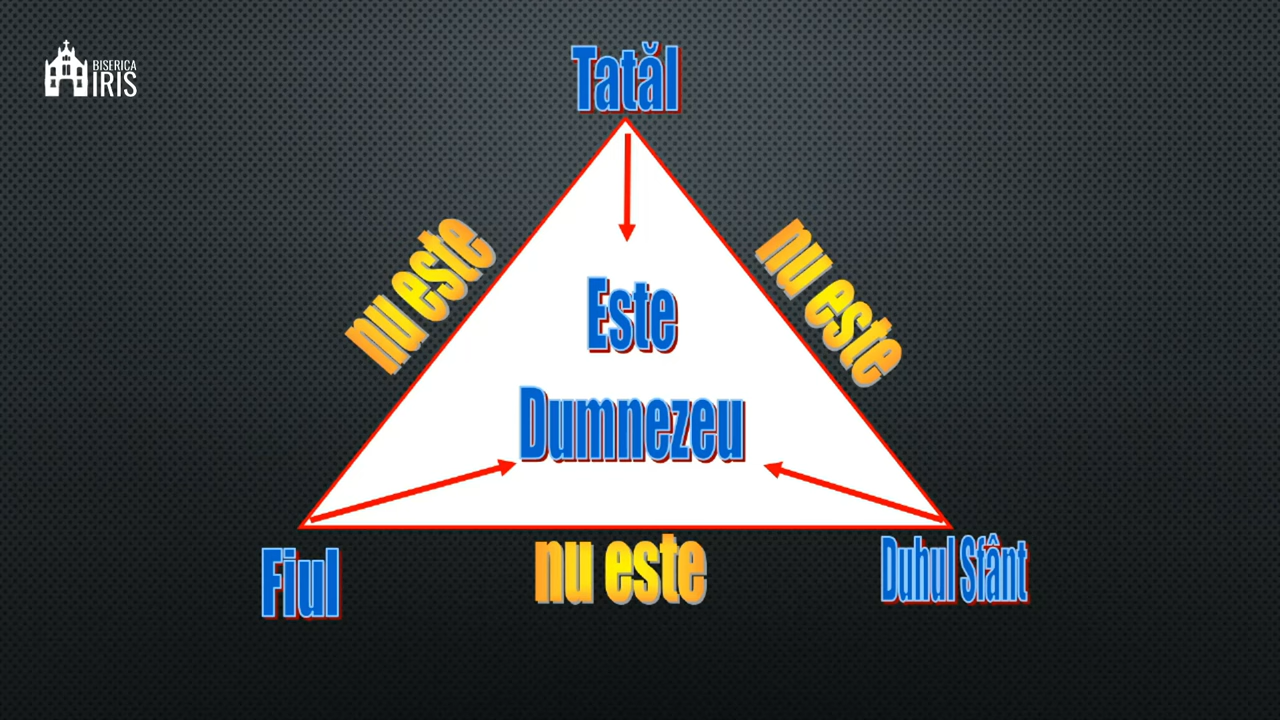 BISERICA
IRIS
Tatăl
nu este
nu este
Este
Dumnezeu
Fiul
nu este
Duhul Sfânt